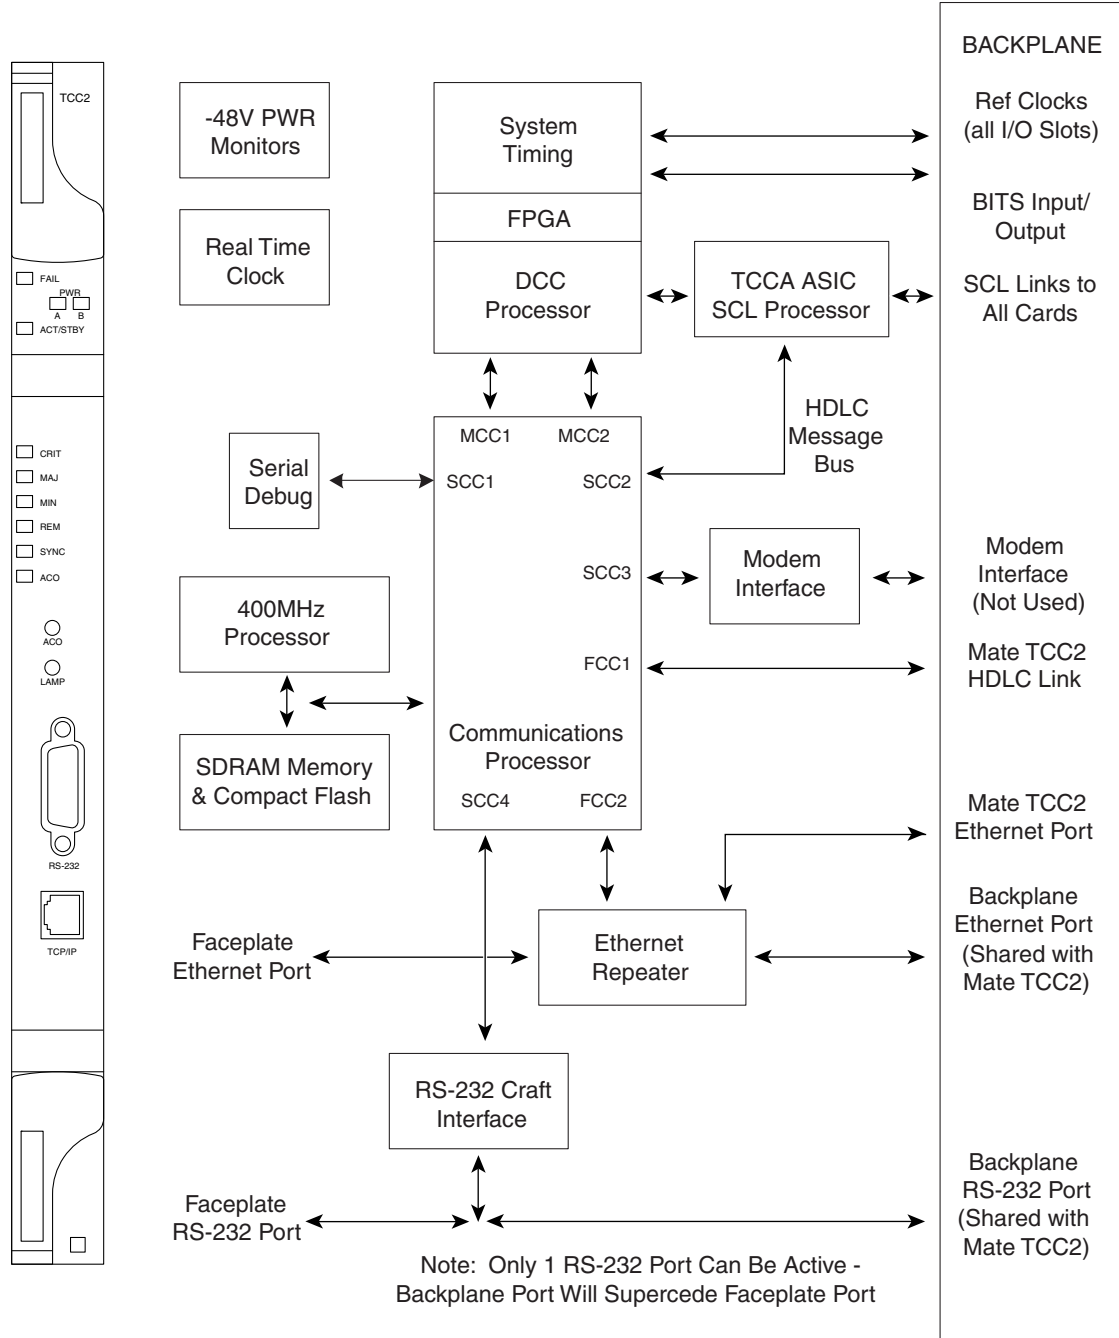 TCC2
FAIL
PWR
A B
ACT/STBY
CRIT
MAJ
MIN
REM
SYNC
ACO
ACO
LAMP
RS-232
TCP/IP
-48V PWR
Monitors
Real Time
Clock
System
Timing
FPGA
DCC
Processor
TCCA ASIC
SCL Processor
HDLC
Message
Bus
MCC1 MCC2
SCC1 SCC2
SCC3
FCC1
Communications
Processor
SCC4 FCC2
Serial
Debug
400MHz
Processor
SDRAM Memory
& Compact Flash
Modem
Interface
Faceplate
Ethernet Port
Ethernet
Repeater
RS-232 Craft
Interface
Faceplate
RS-232 Port
Note: Only 1 RS-232 Port Can Be Active -
Backplane Port Will Supercede Faceplate Port
BACKPLANE
Ref Clocks
(all I/O Slots)
BITS Input/
Output
SCL Links to
All Cards
Modem
Interface
(Not Used)
Mate TCC2
HDLC Link
Mate TCC2
Ethernet Port
Backplane
Ethernet Port
(Shared with
Mate TCC2)
Backplane
RS-232 Port
(Shared with
Mate TCC2)